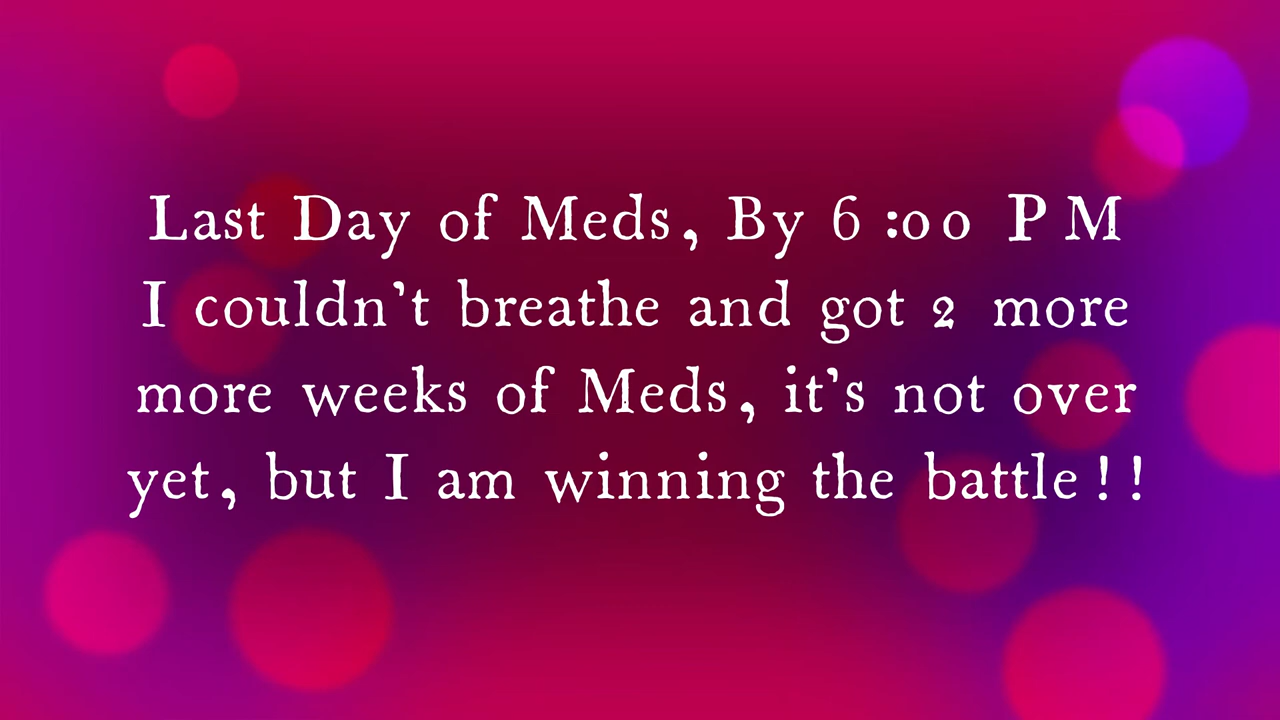 Last Day of Meds, By 6:00 PM
I couldn't breathe and got 2 more
more weeks of Meds, it's not over
yet, but I am winning the battle!!